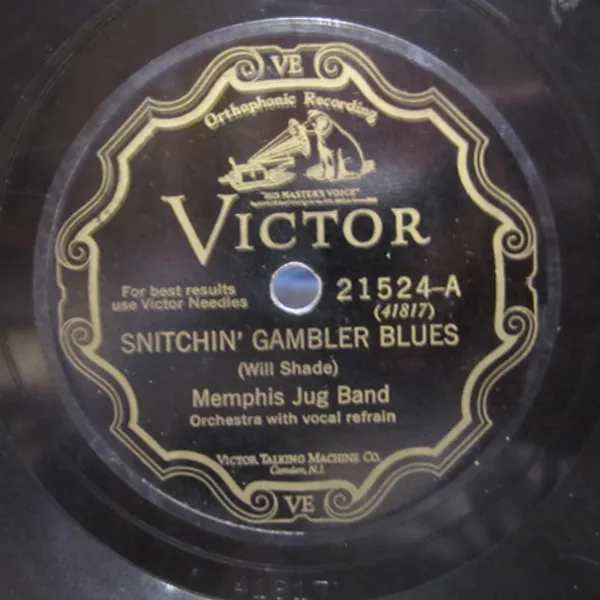 VE
Orthophonic Recording
"HIS MASTER'S VOICE"
VICTOR
For best results
use Victor Needles
21524-A
(41817)
SNITCHIN' GAMBLER BLUES
(Will Shade)
Memphis Jug Band
Orchestra with vocal refrain
VICTOR TALKING MACHINE CO.
Camden, N.J.
VE